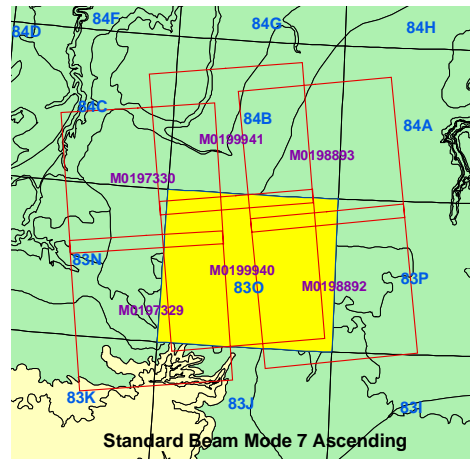 84F
84G
84H
84D
84C
84B
84A
M0199941
M0198893
M0197330
83N
M0199940
83P
83O
M0198892
M0197329
83K
83J
83I
Standard Beam Mode 7 Ascending